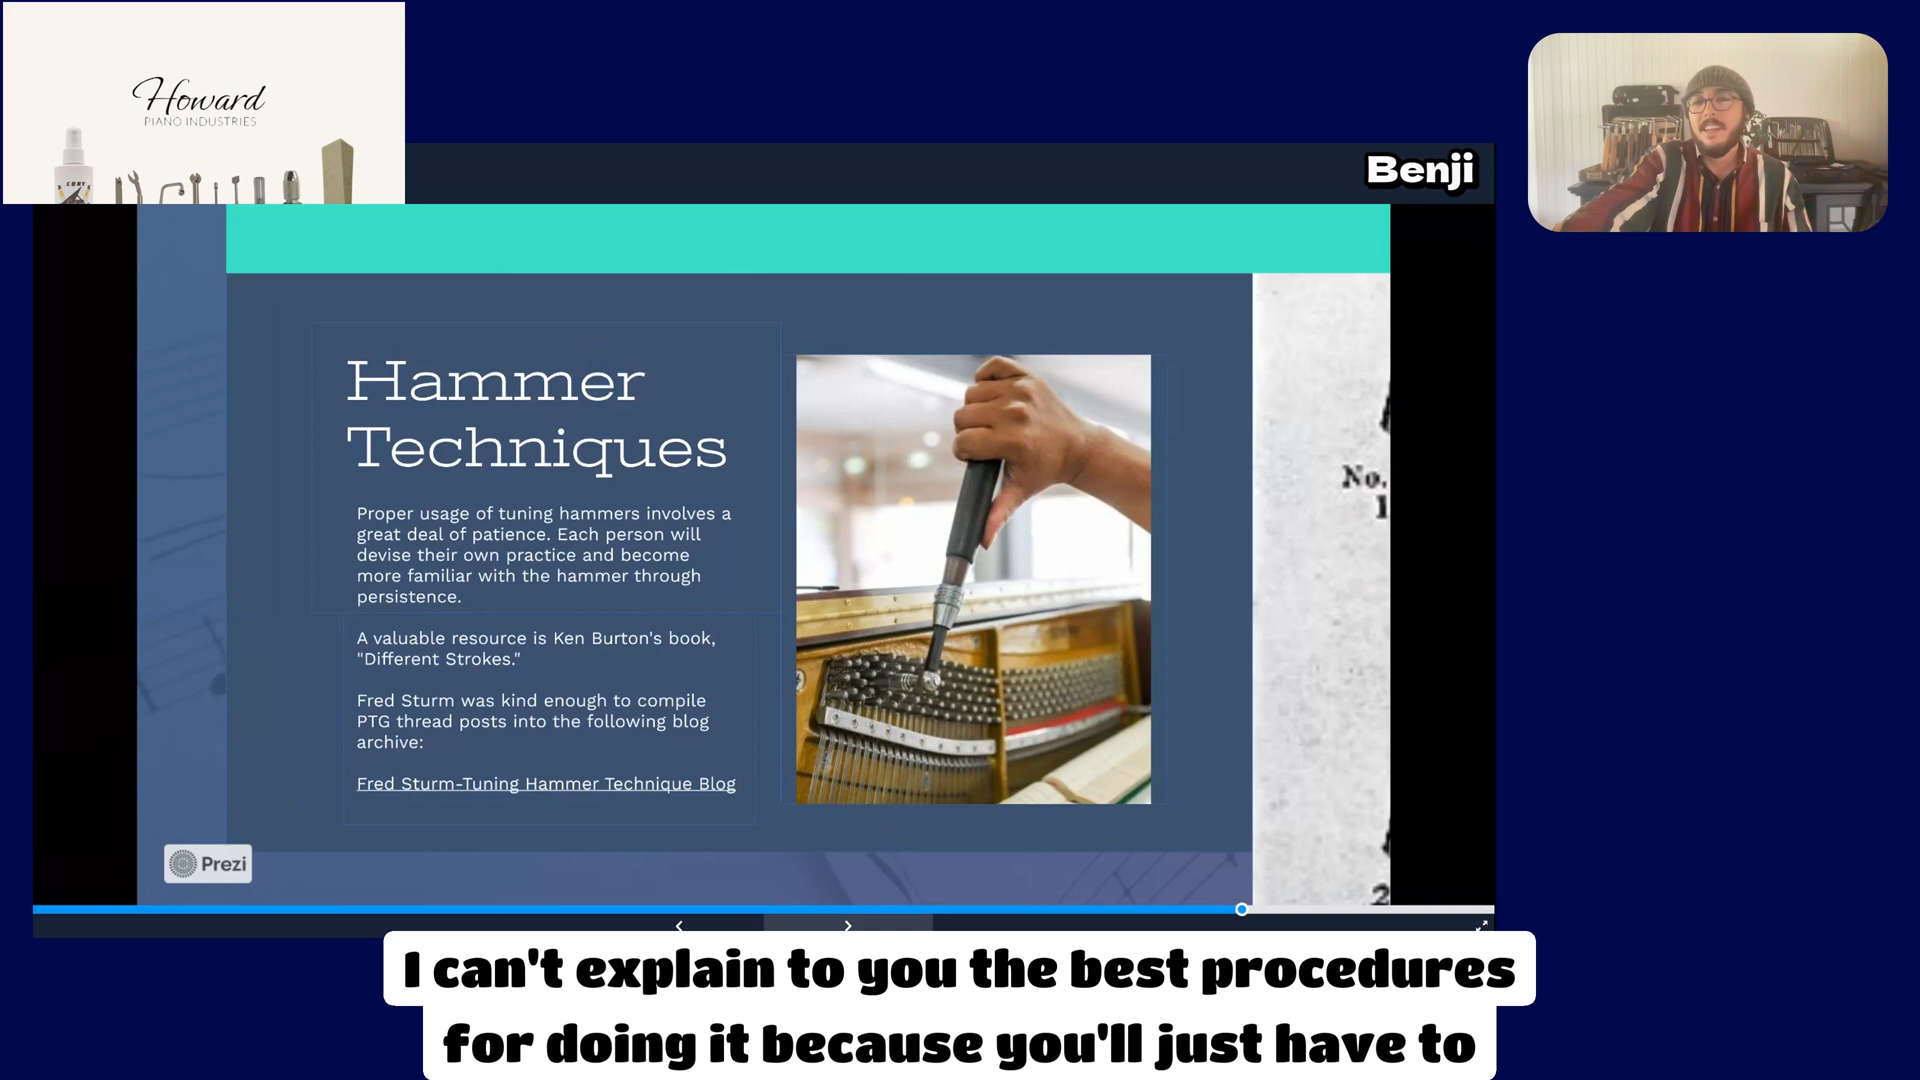 Howard
PIANO INDUSTRIES
CORY
Benji
Hammer
Techniques
Proper usage of tuning hammers involves a
great deal of patience. Each person will
devise their own practice and become
more familiar with the hammer through
persistence.
A valuable resource is Ken Burton's book,
"Different Strokes."
Fred Sturm was kind enough to compile
PTG thread posts into the following blog
archive:
Fred Sturm-Tuning Hammer Technique Blog
No.
1
2
Prezi
I can't explain to you the best procedures
for doing it because you'll just have to